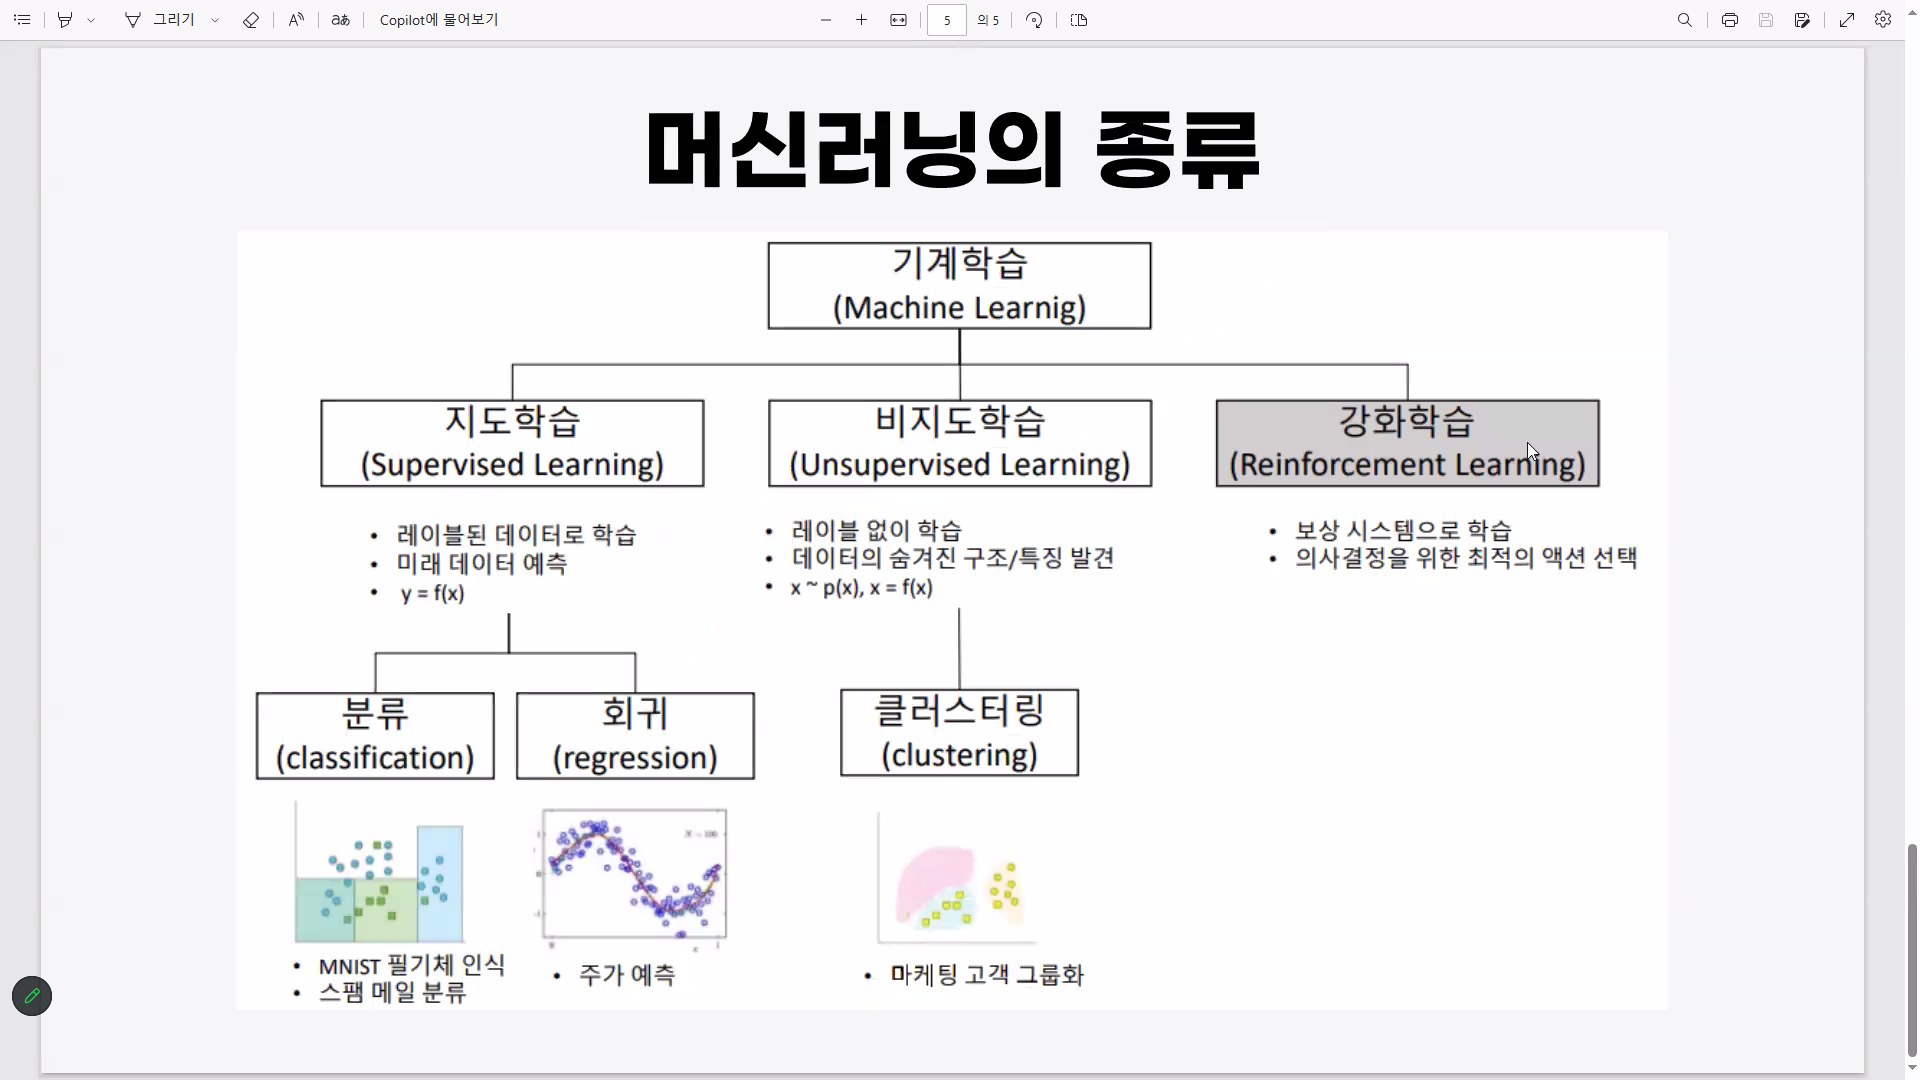 그리기
Copilot에 물어보기
5
의 5
머신러닝의 종류
기계학습
(Machine Learnig)
지도학습
(Supervised Learning)
비지도학습
(Unsupervised Learning)
강화학습
(Reinforcement Learning)
• 레이블된 데이터로 학습
• 미래 데이터 예측
• y = f(x)
• 레이블 없이 학습
• 데이터의 숨겨진 구조/특징 발견
• x ~ p(x), x = f(x)
• 보상 시스템으로 학습
• 의사결정을 위한 최적의 액션 선택
분류
(classification)
회귀
(regression)
클러스터링
(clustering)
N = 100
1
0
-1
0
x
1
• MNIST 필기체 인식
• 스팸 메일 분류
• 주가 예측
• 마케팅 고객 그룹화